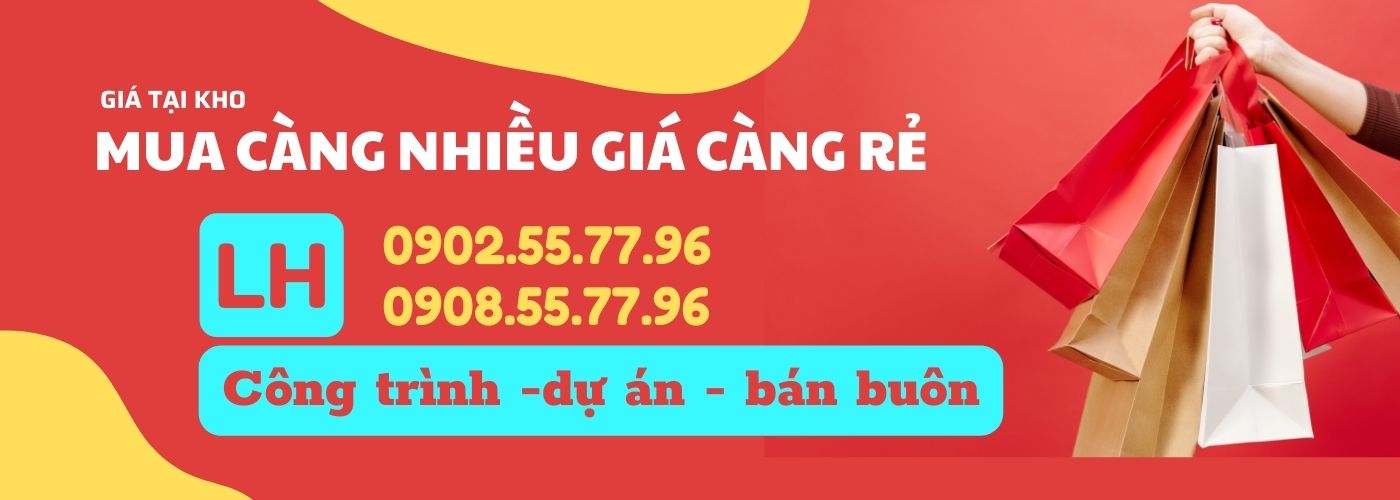 GIÁ TẠI KHO
MUA CÀNG NHIỀU GIÁ CÀNG RẺ
LH
0902.55.77.96
0908.55.77.96
Công trình -dự án - bán buôn